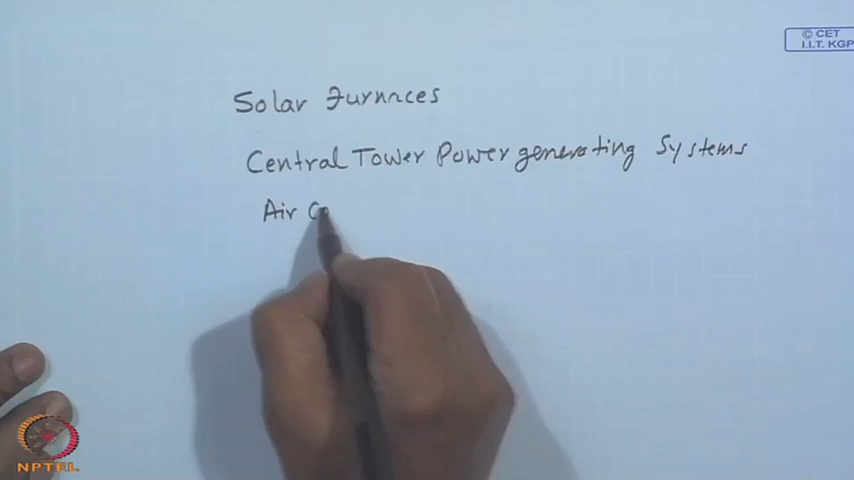 © CET
I.I.T. KGP
Solar Furnaces
Central Tower Power generating Systems
Air Co
NPTEL